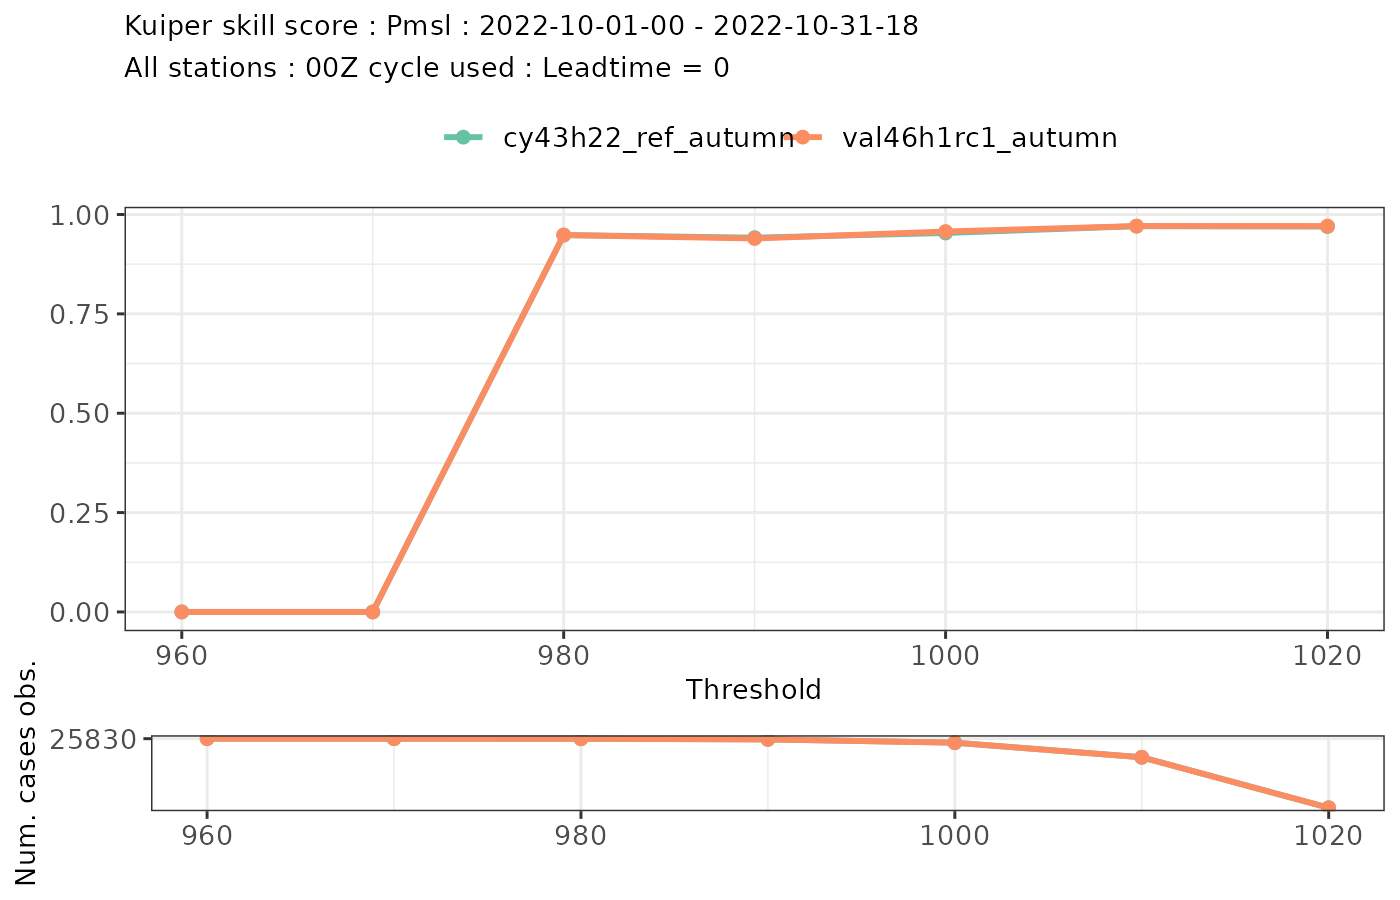 Kuiper skill score : Pmsl : 2022-10-01-00 - 2022-10-31-18
All stations : 00Z cycle used : Leadtime = 0
cy43h22_ref_autumn val46h1rc1_autumn
1.00
0.75
0.50
0.25
0.00
960 980 1000 1020
Threshold
Num. cases obs.
25830
960 980 1000 1020